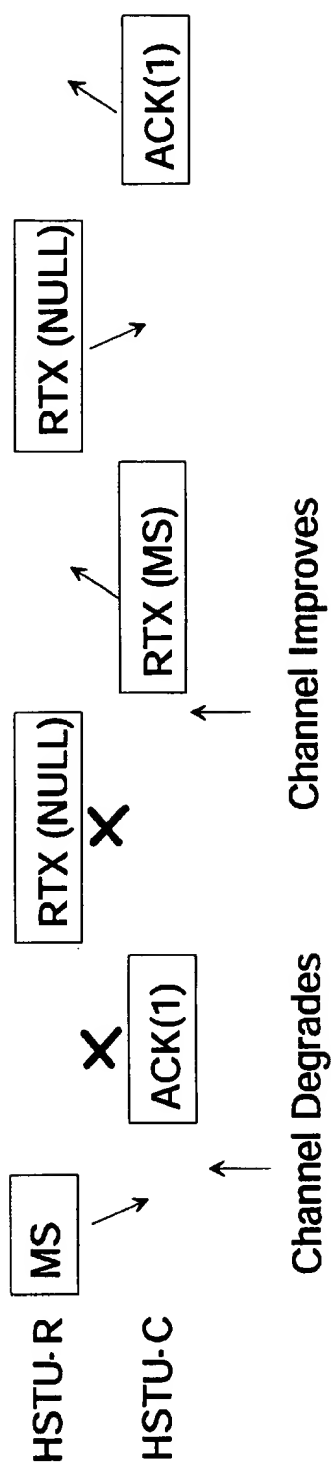 HSTU-R
HSTU-C
MS
ACK(1)
RTX (NULL)
RTX (MS)
RTX (NULL)
ACK(1)
Channel Degrades
Channel Improves